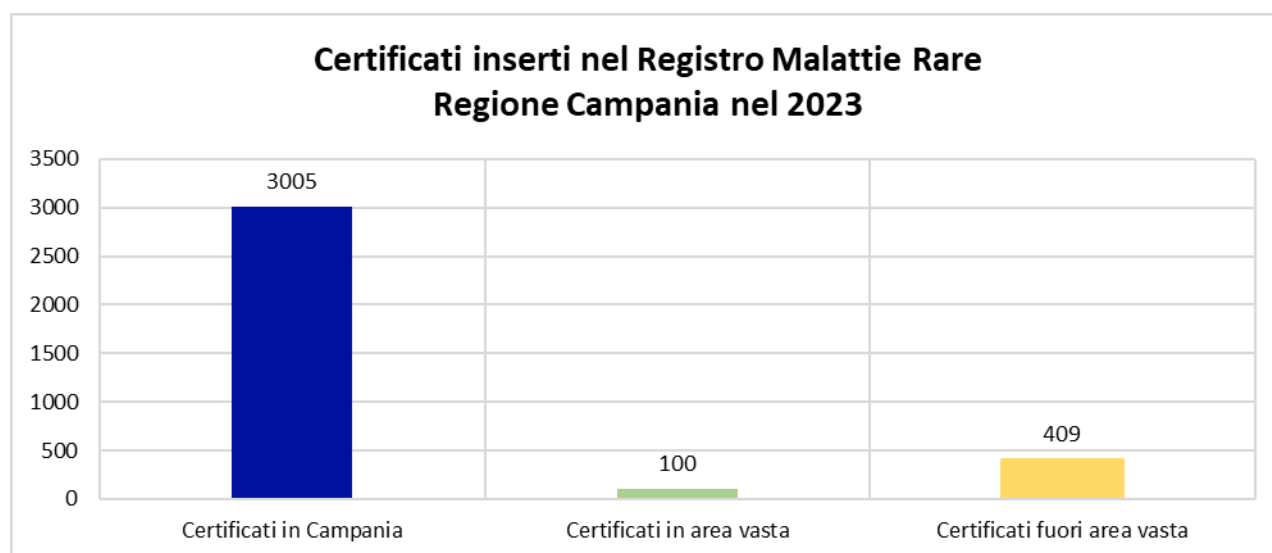 Certificati inserti nel Registro Malattie Rare
Regione Campania nel 2023
3500
3000
2500
2000
1500
1000
500
0
3005
100
409
Certificati in Campania
Certificati in area vasta
Certificati fuori area vasta